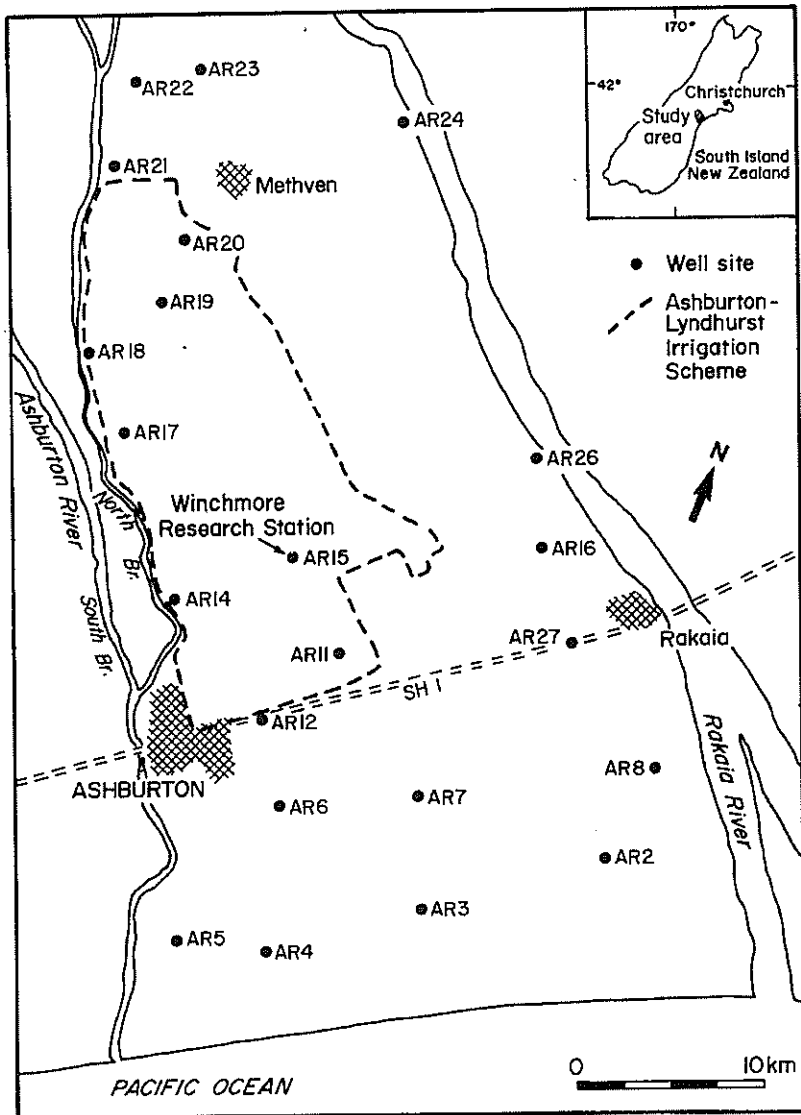 170°
42°
Christchurch
Study
area
South Island
New Zealand
AR23
AR22
AR24
AR21
Methven
AR20
Well site
AR19
Ashburton-
Lyndhurst
Irrigation
Scheme
AR18
Ashburton River
South Br.
AR17
North
Br.
AR26
N
Winchmore
Research Station
AR15
AR16
AR14
AR11
AR27
Rakaia
SH 1
AR12
Rakaia River
ASHBURTON
AR8
AR6
AR7
AR2
AR3
AR5
AR4
0
10km
PACIFIC OCEAN